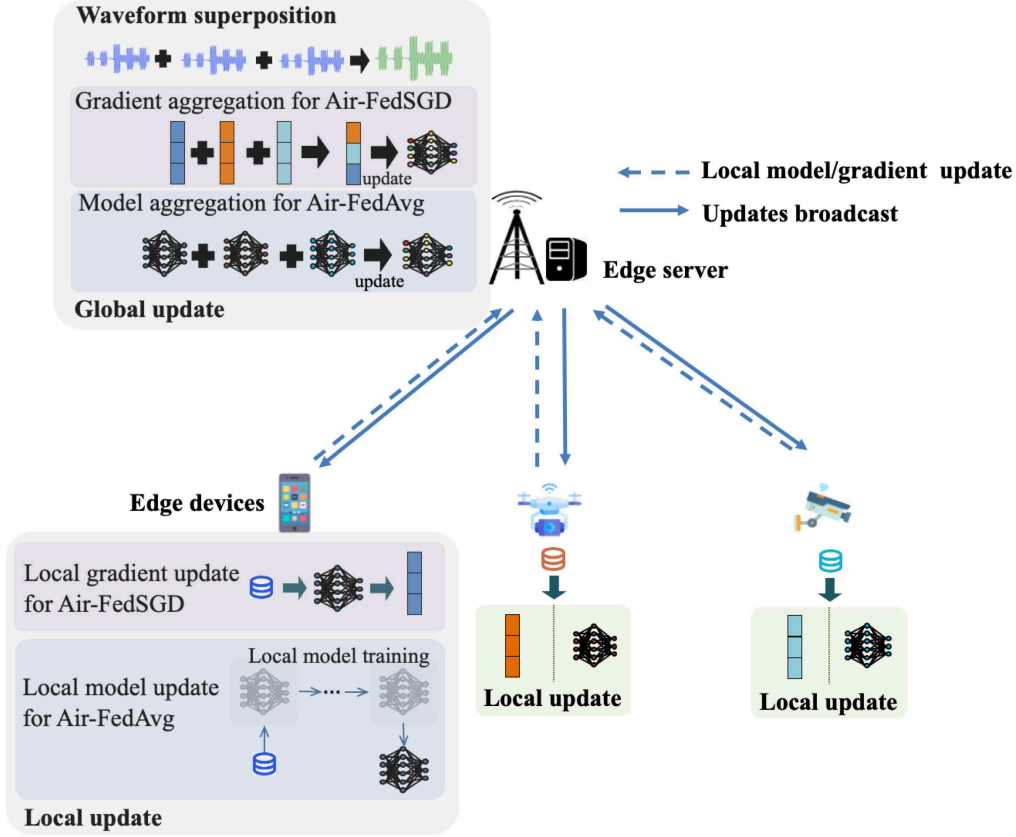 Waveform superposition
Gradient aggregation for Air-FedSGD
update
Model aggregation for Air-FedAvg
update
Global update
Local model/gradient update
Updates broadcast
Edge server
Edge devices
Local gradient update
for Air-FedSGD
Local model training
Local model update
for Air-FedAvg
Local update
Local update
Local update